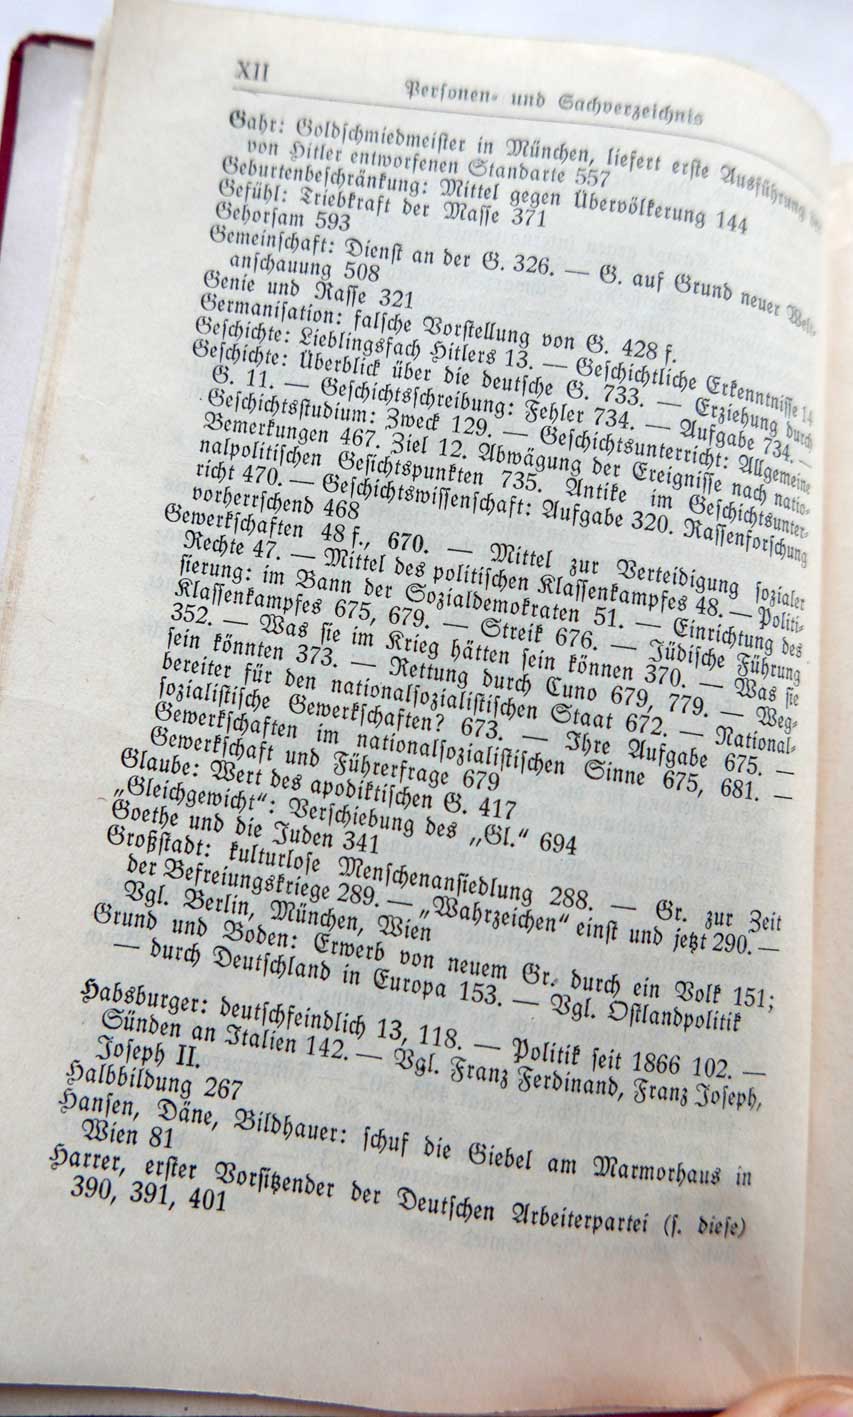 XII
Personen- und Sachverzeichnis
Gahr: Goldschmiedmeister in München, liefert erste Ausführung der
von Hitler entworfenen Standarte 557
Geburtenbeschränkung: Mittel gegen Übervölkerung 144
Gefühl: Triebkraft der Masse 371
Gehorsam 593
Gemeinschaft: Dienst an der G. 326. — G. auf Grund neuer Welt-
anschauung 508
Genie und Rasse 321
Germanisation: falsche Vorstellung von G. 428 f.
Geschichte: Lieblingsfach Hitlers 13. — Geschichtliche Erkenntnisse 14
Geschichte: Überblick über die deutsche G. 733. — Erziehung durch
G. 11. — Geschichtsschreibung: Fehler 734. — Aufgabe 734. —
Geschichtsstudium: Zweck 129. — Geschichtsunterricht: Allgemeine
Bemerkungen 467. Ziel 12. Abwägung der Ereignisse nach natio-
nalpolitischen Gesichtspunkten 735. Antike im Geschichtsunter-
richt 470. — Geschichtswissenschaft: Aufgabe 320. Rassenforschung
vorherrschend 468
Gewerkschaften 48 f., 670. — Mittel zur Verteidigung sozialer
Rechte 47. — Mittel des politischen Klassenkampfes 48. — Politi-
sierung: im Bann der Sozialdemokraten 51. — Einrichtung des
Klassenkampfes 675, 679. — Streik 676. — Jüdische Führung
352. — Was sie im Krieg hätten sein können 370. — Was sie
sein könnten 373. — Rettung durch Cuno 679, 779. — Weg-
bereiter für den nationalsozialistischen Staat 672. — National-
sozialistische Gewerkschaften? 673. — Ihre Aufgabe 675. —
Gewerkschaften im nationalsozialistischen Sinne 675, 681. —
Gewerkschaft und Führerfrage 679
Glaube: Wert des apodiktischen G. 417
„Gleichgewicht“: Verschiebung des „Gl.“ 694
Goethe und die Juden 341
Großstadt: kulturlose Menschenansiedlung 288. — Gr. zur Zeit
der Befreiungskriege 289. — „Wahrzeichen“ einst und jetzt 290. —
Vgl. Berlin, München, Wien
Grund und Boden: Erwerb von neuem Gr. durch ein Volk 151;
— durch Deutschland in Europa 153. — Vgl. Ostlandpolitik
Habsburger: deutschfeindlich 13, 118. — Politik seit 1866 102. —
Sünden an Italien 142. — Vgl. Franz Ferdinand, Franz Joseph,
Joseph II.
Halbbildung 267
Hansen, Däne, Bildhauer: schuf die Giebel am Marmorhaus in
Wien 81
Harrer, erster Vorsitzender der Deutschen Arbeiterpartei (s. diese)
390, 391, 401